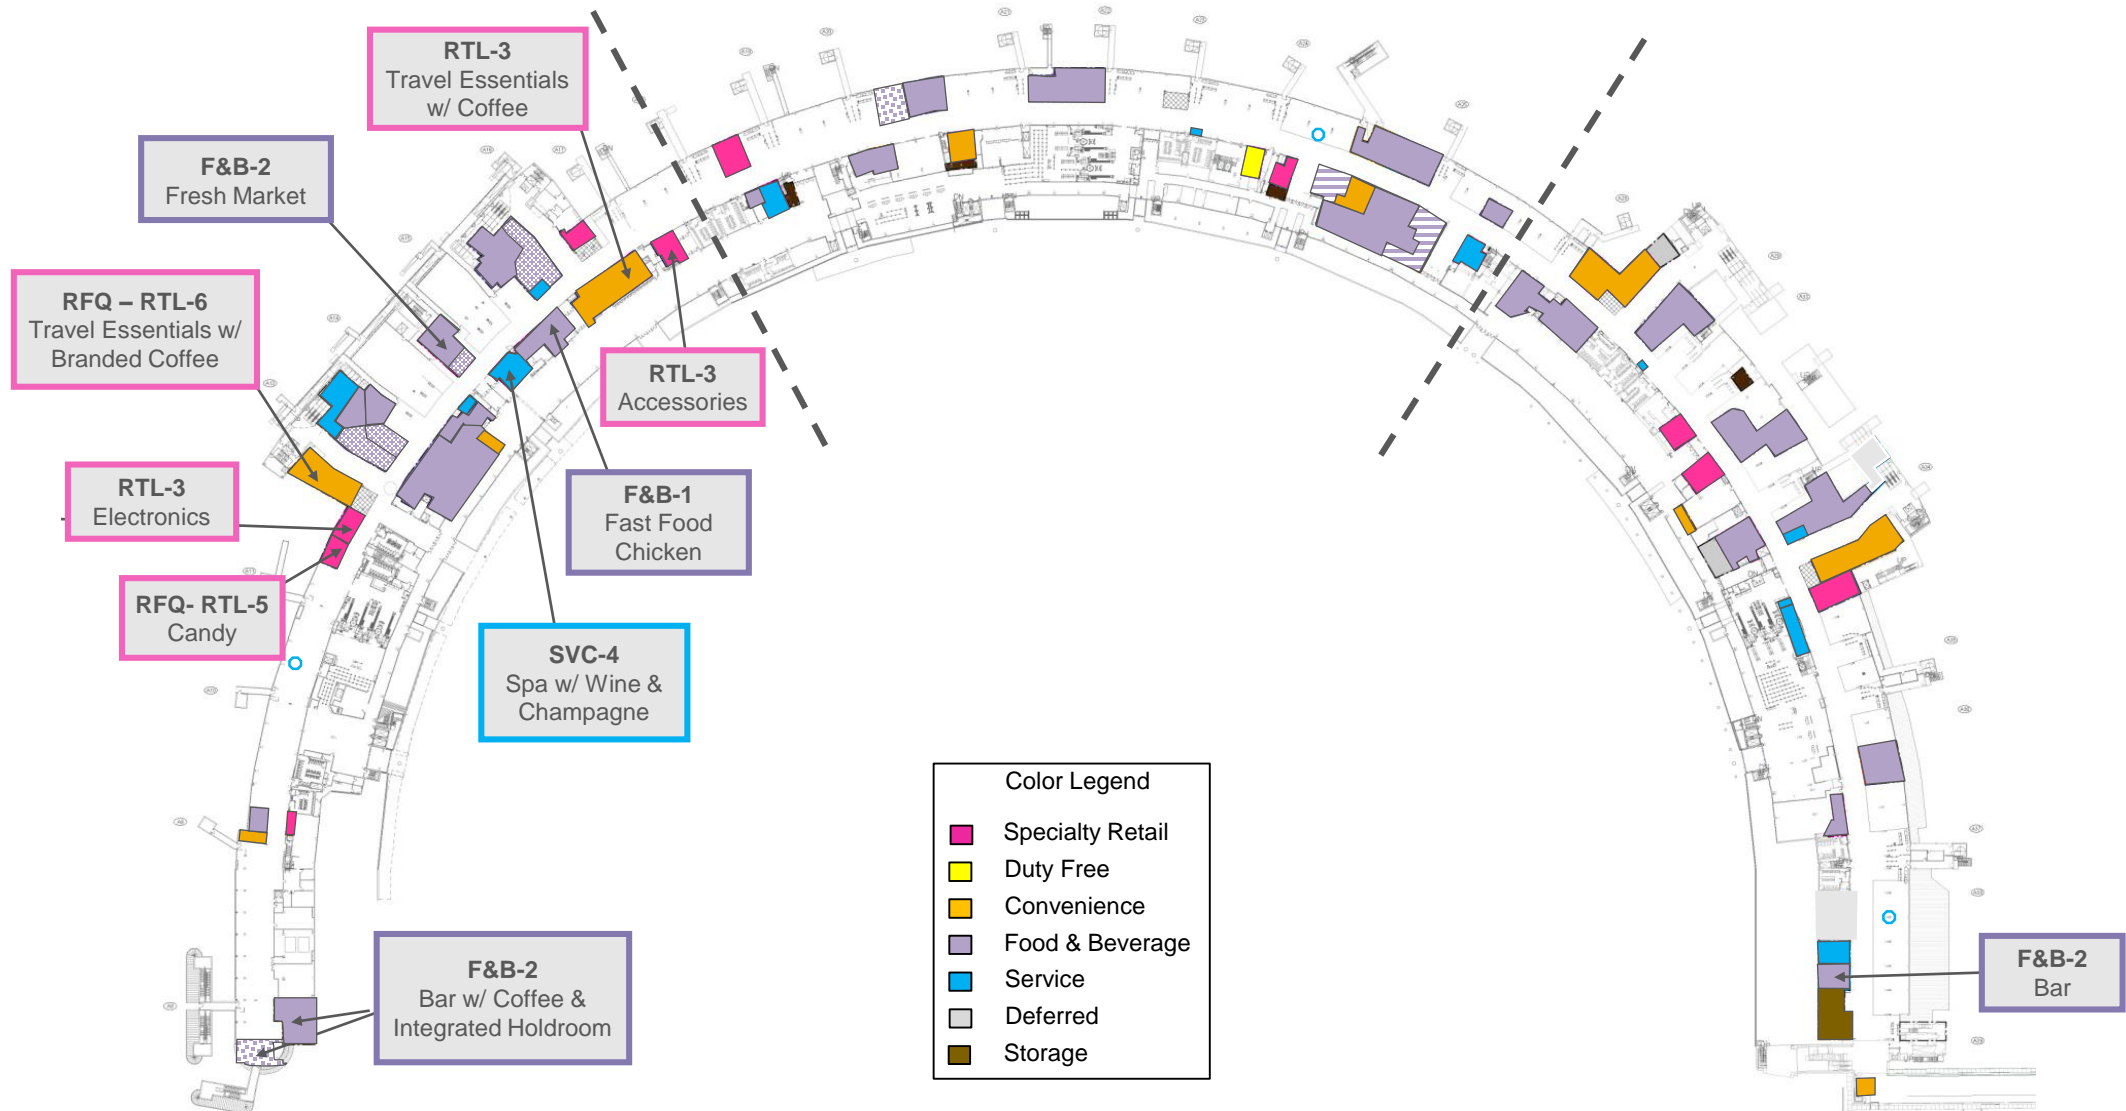 RTL-3
Travel Essentials
w/ Coffee
F&B-2
Fresh Market
RFQ – RTL-6
Travel Essentials w/
Branded Coffee
RTL-3
Accessories
RTL-3
Electronics
F&B-1
Fast Food
Chicken
RFQ- RTL-5
Candy
SVC-4
Spa w/ Wine &
Champagne
F&B-2
Bar w/ Coffee &
Integrated Holdroom
Color Legend
Specialty Retail
Duty Free
Convenience
Food & Beverage
Service
Deferred
Storage
F&B-2
Bar